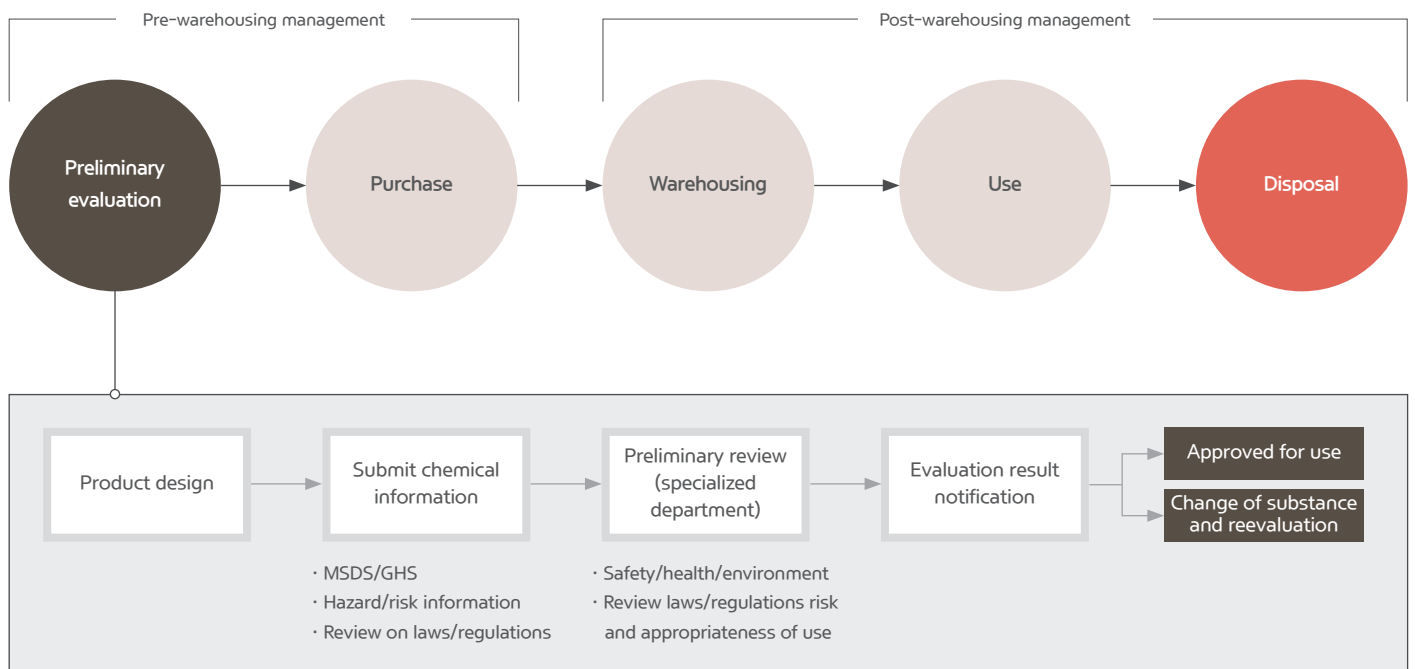 Pre-warehousing management
Post-warehousing management
Preliminary
evaluation
Purchase
Warehousing
Use
Disposal
Product design
Submit chemical
information
Preliminary review
(specialized
department)
Evaluation result
notification
Approved for use
Change of substance
and reevaluation
· MSDS/GHS
· Hazard/risk information
· Review on laws/regulations
· Safety/health/environment
· Review laws/regulations risk
and appropriateness of use